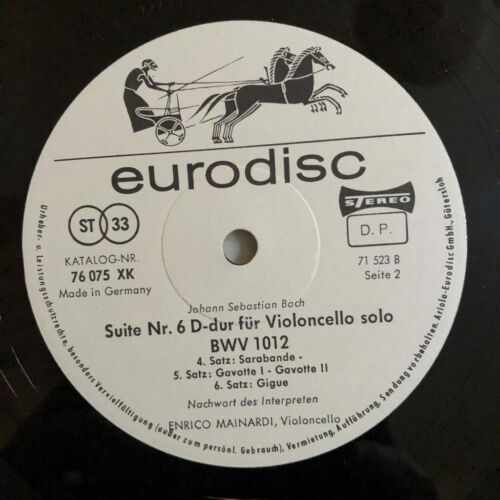 eurodisc
ST 33
STEREO
D. P.
KATALOG-NR.
76 075 XK
Made in Germany
71 523 B
Seite 2
Johann Sebastian Bach
Suite Nr. 6 D-dur für Violoncello solo
BWV 1012
4. Satz: Sarabande -
5. Satz: Gavotte I - Gavotte II
6. Satz: Gigue
Nachwort des Interpreten
ENRICO MAINARDI, Violoncello
Urheber- u. Leistungsschutzrechte, besonders Vervielfältigung (außer zum persönl. Gebrauch), Vermietung, Aufführung, Sendung vorbehalten. Ariola-Eurodisc GmbH., Gütersloh